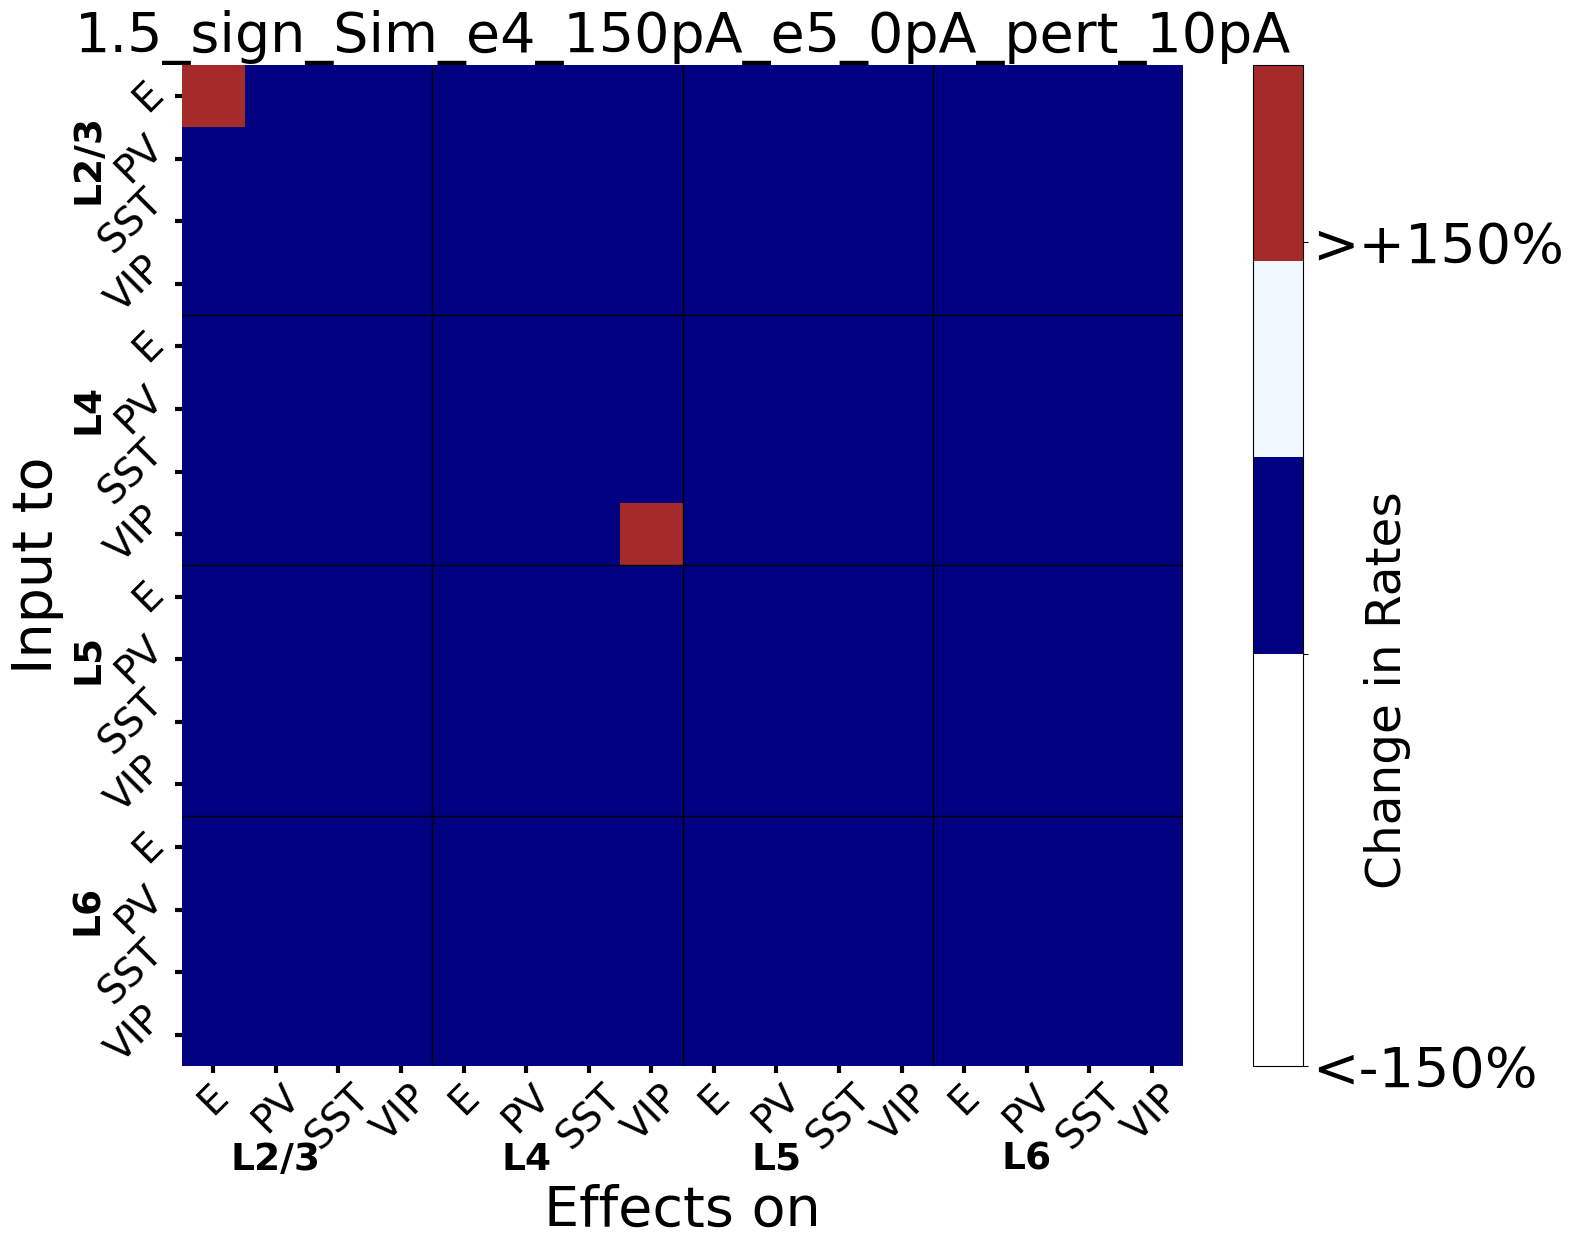 1.5_sign_Sim_e4_150pA_e5_0pA_pert_10pA
Input to
L2/3
E
PV
SST
VIP
L4
E
PV
SST
VIP
L5
E
PV
SST
VIP
L6
E
PV
SST
VIP
E PV SST VIP E PV SST VIP E PV SST VIP E PV SST VIP
L2/3 L4 L5 L6
Effects on
>+150%
<-150%
Change in Rates